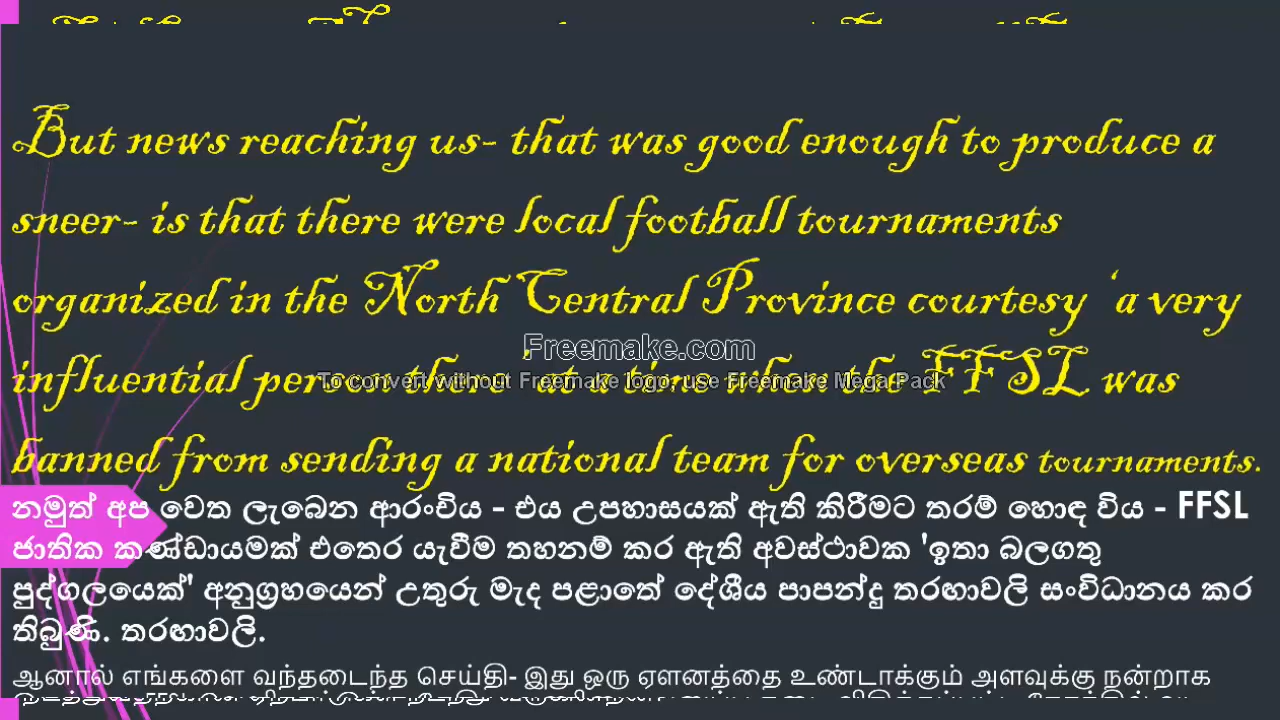 But news reaching us- that was good enough to produce a
sneer- is that there were local football tournaments
organized in the North Central Province courtesy 'a very
Freemake.com
influential person there' at a time when the FFSL was
To convert without Freemake logo, use Freemake Mega Pack
banned from sending a national team for overseas tournaments.
නමුත් අප වෙත ලැබෙන ආරංචිය - එය උපහාසයක් ඇති කිරීමට තරම් හොඳ විය - FFSL
ජාතික කණ්ඩායමක් එතෙර යැවීම තහනම් කර ඇති අවස්ථාවක 'ඉතා බලගතු
පුද්ගලයෙක්' අනුග්‍රහයෙන් උතුරු මැද පළාතේ දේශීය පාපන්දු තරඟාවලි සංවිධානය කර
තිබුණි. තරඟාවලි.
ஆனால் எங்களை வந்தடைந்த செய்தி- இது ஒரு ஏளனத்தை உண்டாக்கும் அளவுக்கு நன்றாக